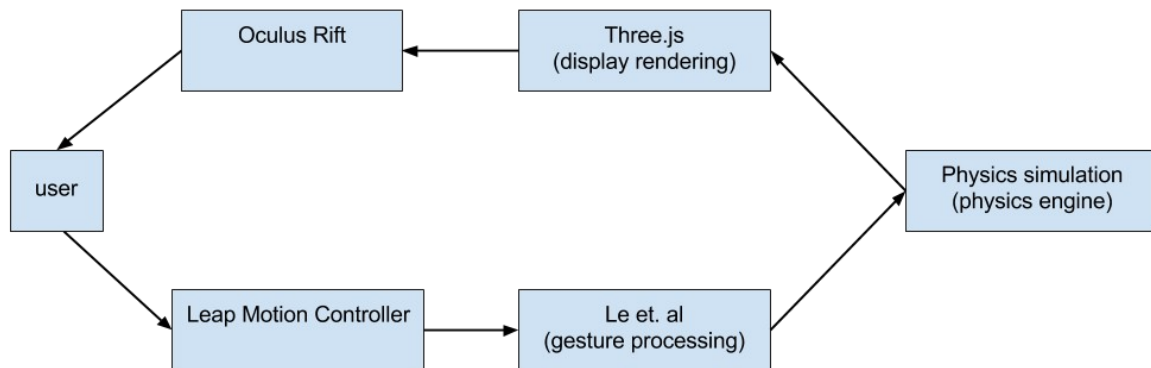 Oculus Rift
Three.js
(display rendering)
user
Physics simulation
(physics engine)
Leap Motion Controller
Le et. al
(gesture processing)